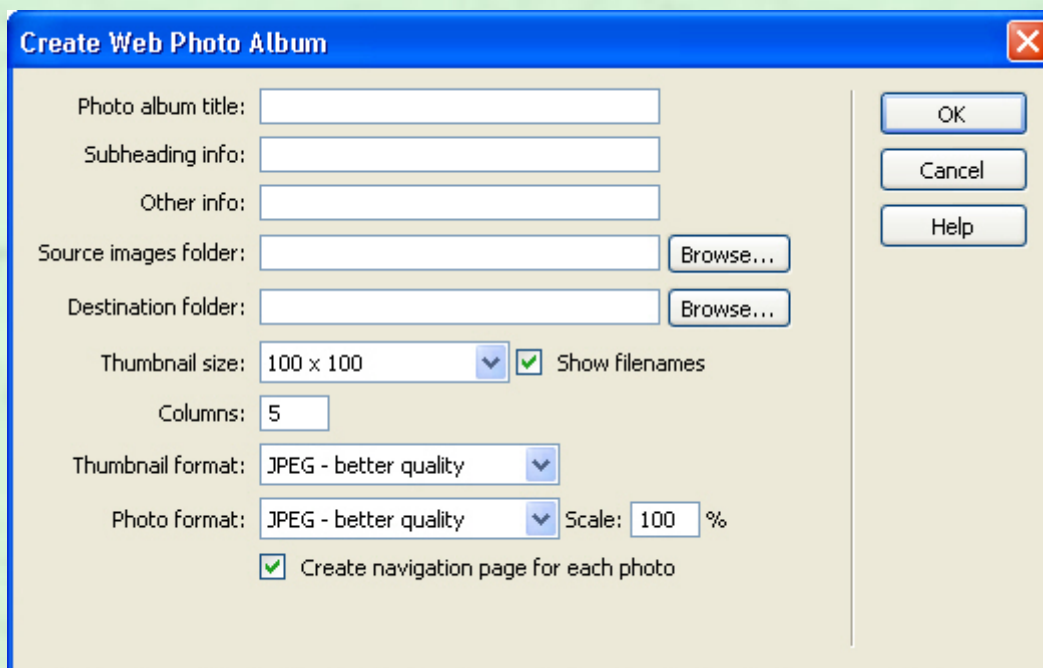 Create Web Photo Album
Photo album title:
OK
Subheading info:
Cancel
Other info:
Help
Source images folder: Browse...
Destination folder: Browse...
Thumbnail size: 100 x 100 Show filenames
Columns: 5
Thumbnail format: JPEG - better quality
Photo format: JPEG - better quality Scale: 100 %
Create navigation page for each photo